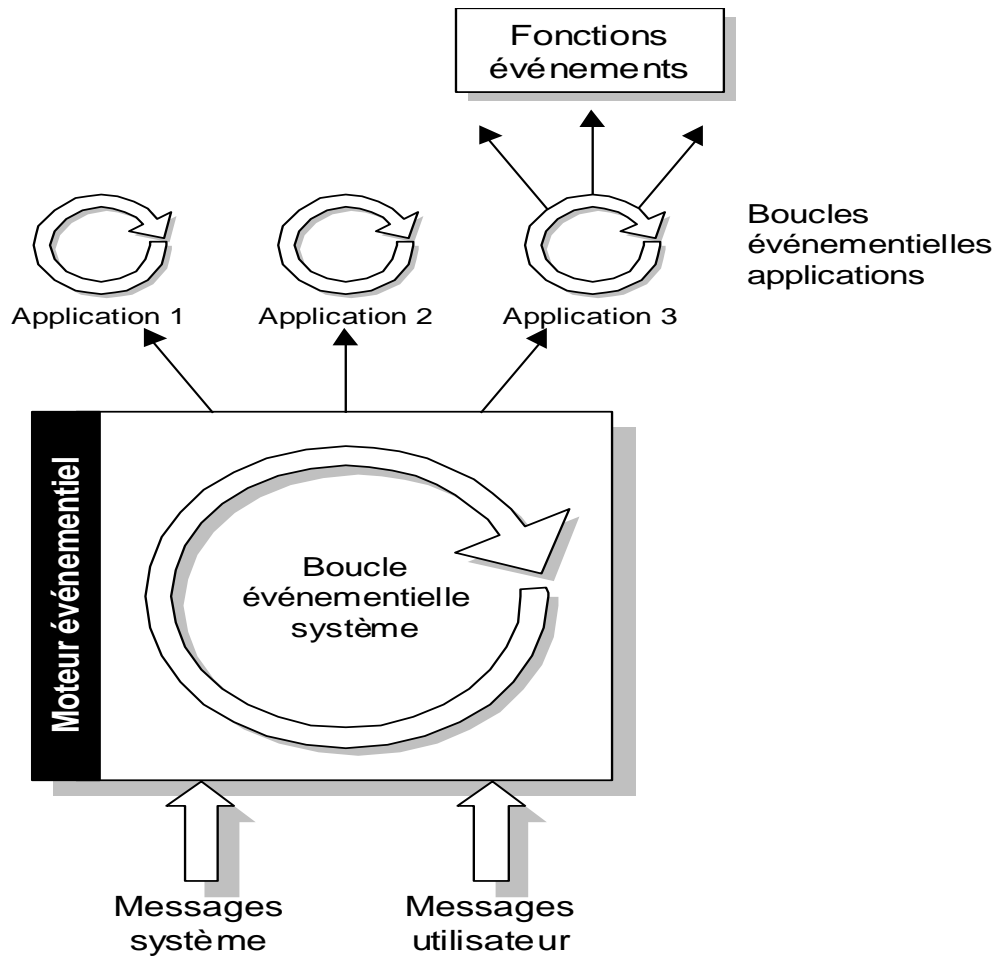 Fonctions
événements
Boucles
événementielles
applications
Application 1
Application 2
Application 3
Moteur événementiel
Boucle
événementielle
système
Messages
système
Messages
utilisateur